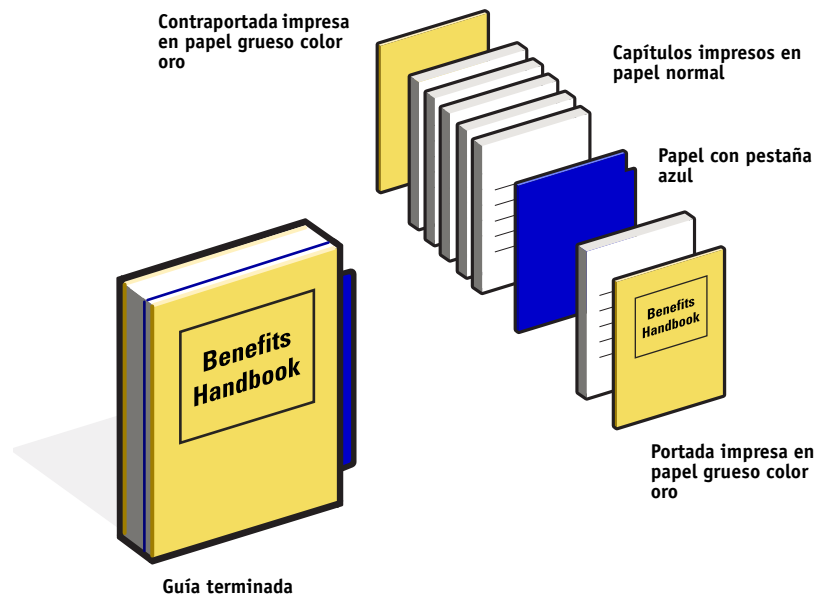 Contraportada impresa
en papel grueso color
oro
Capítulos impresos en
papel normal
Papel con pestaña
azul
Benefits
Handbook
Benefits
Handbook
Portada impresa en
papel grueso color
oro
Guía terminada